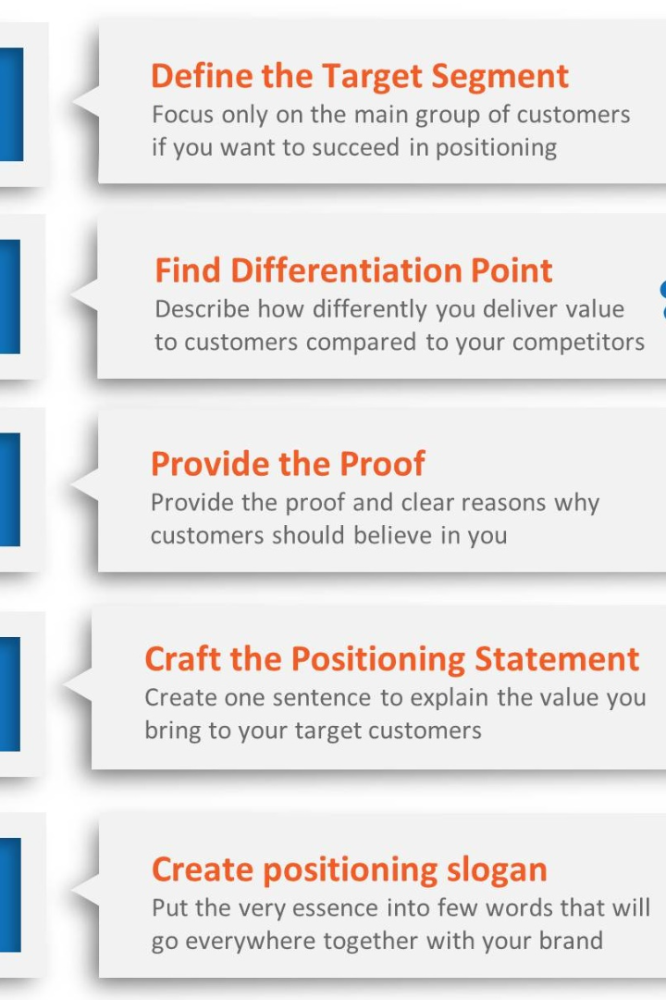 Define the Target Segment
Focus only on the main group of customers
if you want to succeed in positioning
Find Differentiation Point
Describe how differently you deliver value
to customers compared to your competitors
Provide the Proof
Provide the proof and clear reasons why
customers should believe in you
Craft the Positioning Statement
Create one sentence to explain the value you
bring to your target customers
Create positioning slogan
Put the very essence into few words that will
go everywhere together with your brand